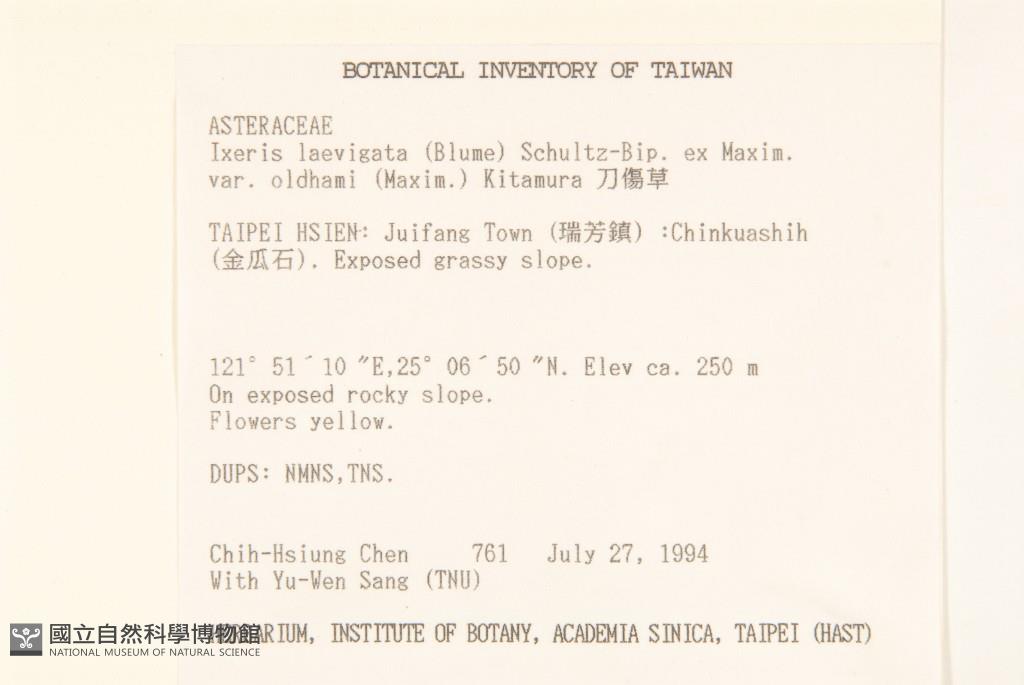 BOTANICAL INVENTORY OF TAIWAN
ASTERACEAE
Ixeris laevigata (Blume) Schultz-Bip. ex Maxim.
var. oldhami (Maxim.) Kitamura 刀傷草
TAIPEI HSIEN: Juifang Town (瑞芳鎮) :Chinkuashih
(金瓜石). Exposed grassy slope.
121° 51´10 ″E,25° 06´50 ″N. Elev ca. 250 m
On exposed rocky slope.
Flowers yellow.
DUPS: NMNS,TNS.
Chih-Hsiung Chen 761 July 27, 1994
With Yu-Wen Sang (TNU)
INSTITUTE OF BOTANY, ACADEMIA SINICA, TAIPEI (HAST)
國立自然科學博物館
NATIONAL MUSEUM OF NATURAL SCIENCE